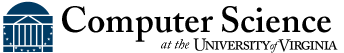 Computer Science
at the UNIVERSITY of VIRGINIA